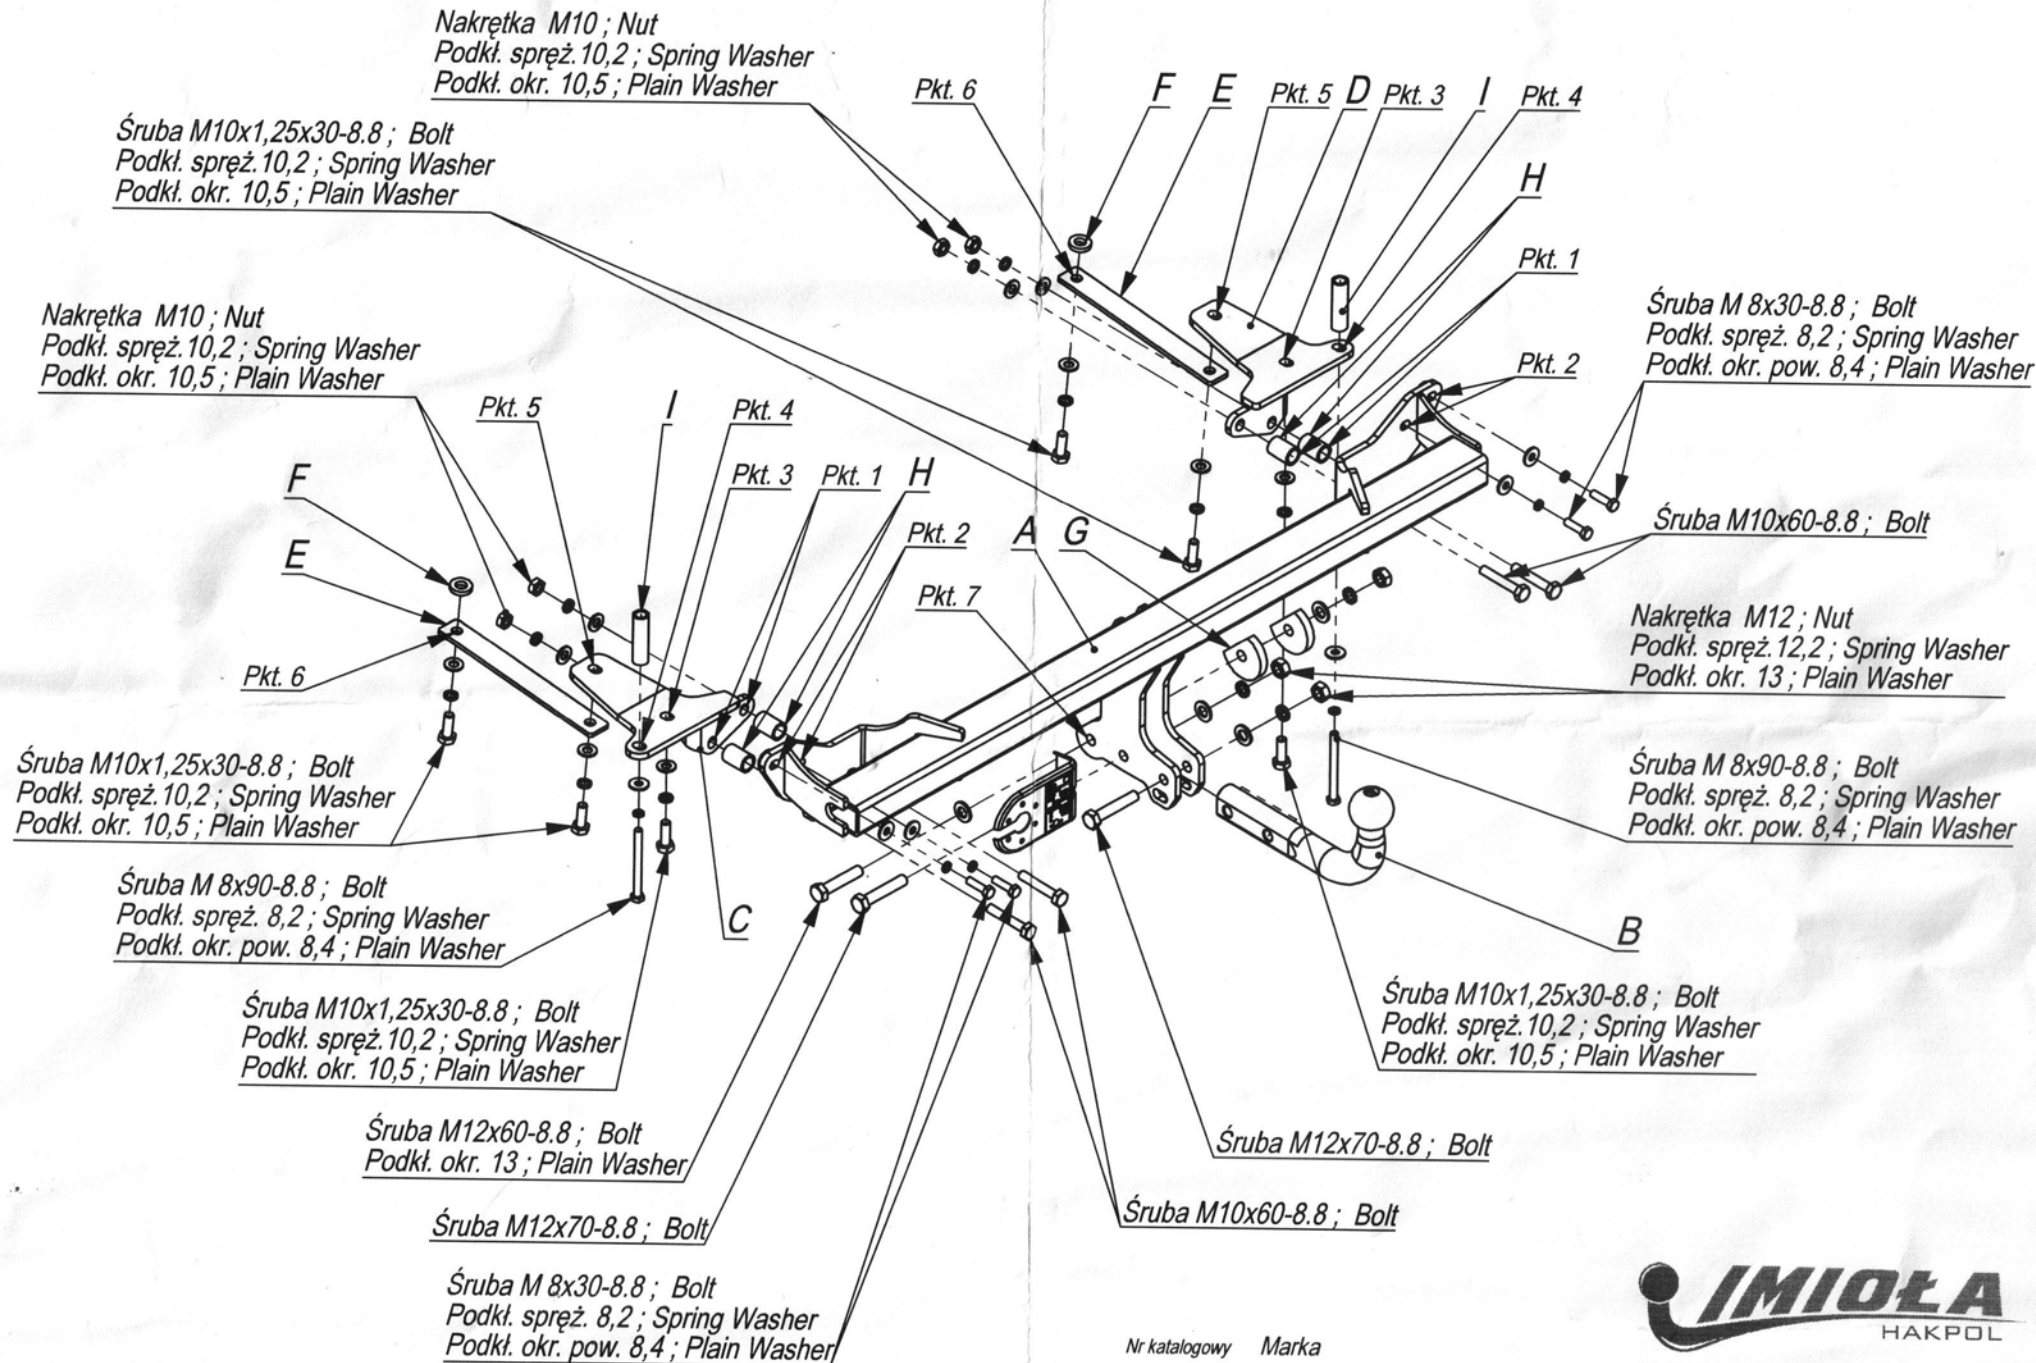 Nakrętka M10 ; Nut
Podkł. spręż. 10,2 ; Spring Washer
Podkł. okr. 10,5 ; Plain Washer
Pkt. 6
F
E
Pkt. 5
D
Pkt. 3
I
Pkt. 4
Śruba M10x1,25x30-8.8 ; Bolt
Podkł. spręż. 10,2 ; Spring Washer
Podkł. okr. 10,5 ; Plain Washer
H
Pkt. 1
Nakrętka M10 ; Nut
Podkł. spręż. 10,2 ; Spring Washer
Podkł. okr. 10,5 ; Plain Washer
Śruba M 8x30-8.8 ; Bolt
Podkł. spręż. 8,2 ; Spring Washer
Podkł. okr. pow. 8,4 ; Plain Washer
Pkt. 2
Pkt. 5
I
Pkt. 4
F
Pkt. 3
Pkt. 1
H
Pkt. 2
A
G
Śruba M10x60-8.8 ; Bolt
E
Pkt. 7
Pkt. 6
Nakrętka M12 ; Nut
Podkł. spręż. 12,2 ; Spring Washer
Podkł. okr. 13 ; Plain Washer
Śruba M10x1,25x30-8.8 ; Bolt
Podkł. spręż. 10,2 ; Spring Washer
Podkł. okr. 10,5 ; Plain Washer
Śruba M 8x90-8.8 ; Bolt
Podkł. spręż. 8,2 ; Spring Washer
Podkł. okr. pow. 8,4 ; Plain Washer
Śruba M 8x90-8.8 ; Bolt
Podkł. spręż. 8,2 ; Spring Washer
Podkł. okr. pow. 8,4 ; Plain Washer
C
B
Śruba M10x1,25x30-8.8 ; Bolt
Podkł. spręż. 10,2 ; Spring Washer
Podkł. okr. 10,5 ; Plain Washer
Śruba M10x1,25x30-8.8 ; Bolt
Podkł. spręż. 10,2 ; Spring Washer
Podkł. okr. 10,5 ; Plain Washer
Śruba M12x60-8.8 ; Bolt
Podkł. okr. 13 ; Plain Washer
Śruba M12x70-8.8 ; Bolt
Śruba M12x70-8.8 ; Bolt
Śruba M10x60-8.8 ; Bolt
Śruba M 8x30-8.8 ; Bolt
Podkł. spręż. 8,2 ; Spring Washer
Podkł. okr. pow. 8,4 ; Plain Washer
Nr katalogowy Marka
IMIOŁA
HAKPOL